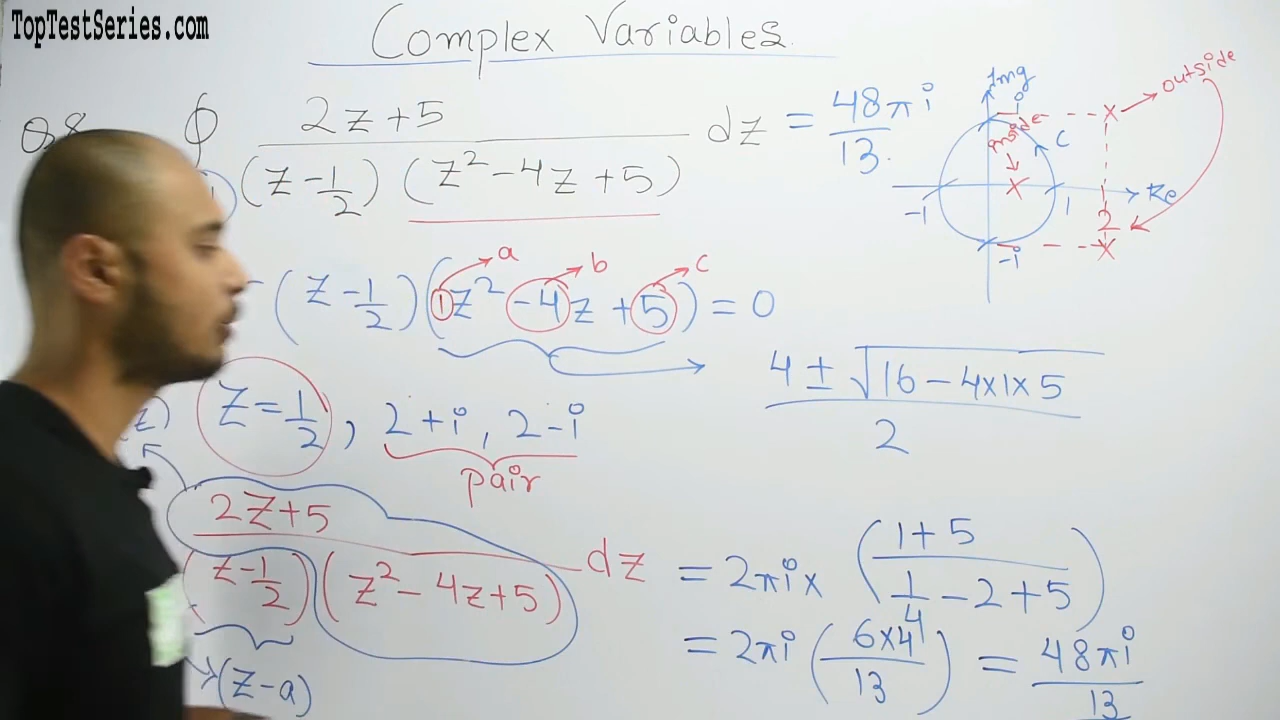 TopTestSeries.com
Complex Variables
Q8 ∮ (2z+5) / ((z-1/2) (z²-4z+5)) dz = 48πi/13
Img
i
outside
inside
C
-1
1
Re
2
-i
a b c
(z-1/2)(1z²-4z+5) = 0
(4 ± √(16-4x1x5)) / 2
z=1/2, 2+i, 2-i
pair
(2z+5) / ((z-1/2)(z²-4z+5)) dz = 2πi x ((1+5) / (1/4-2+5))
= 2πi (6x4/13) = 48πi/13
(z-a)